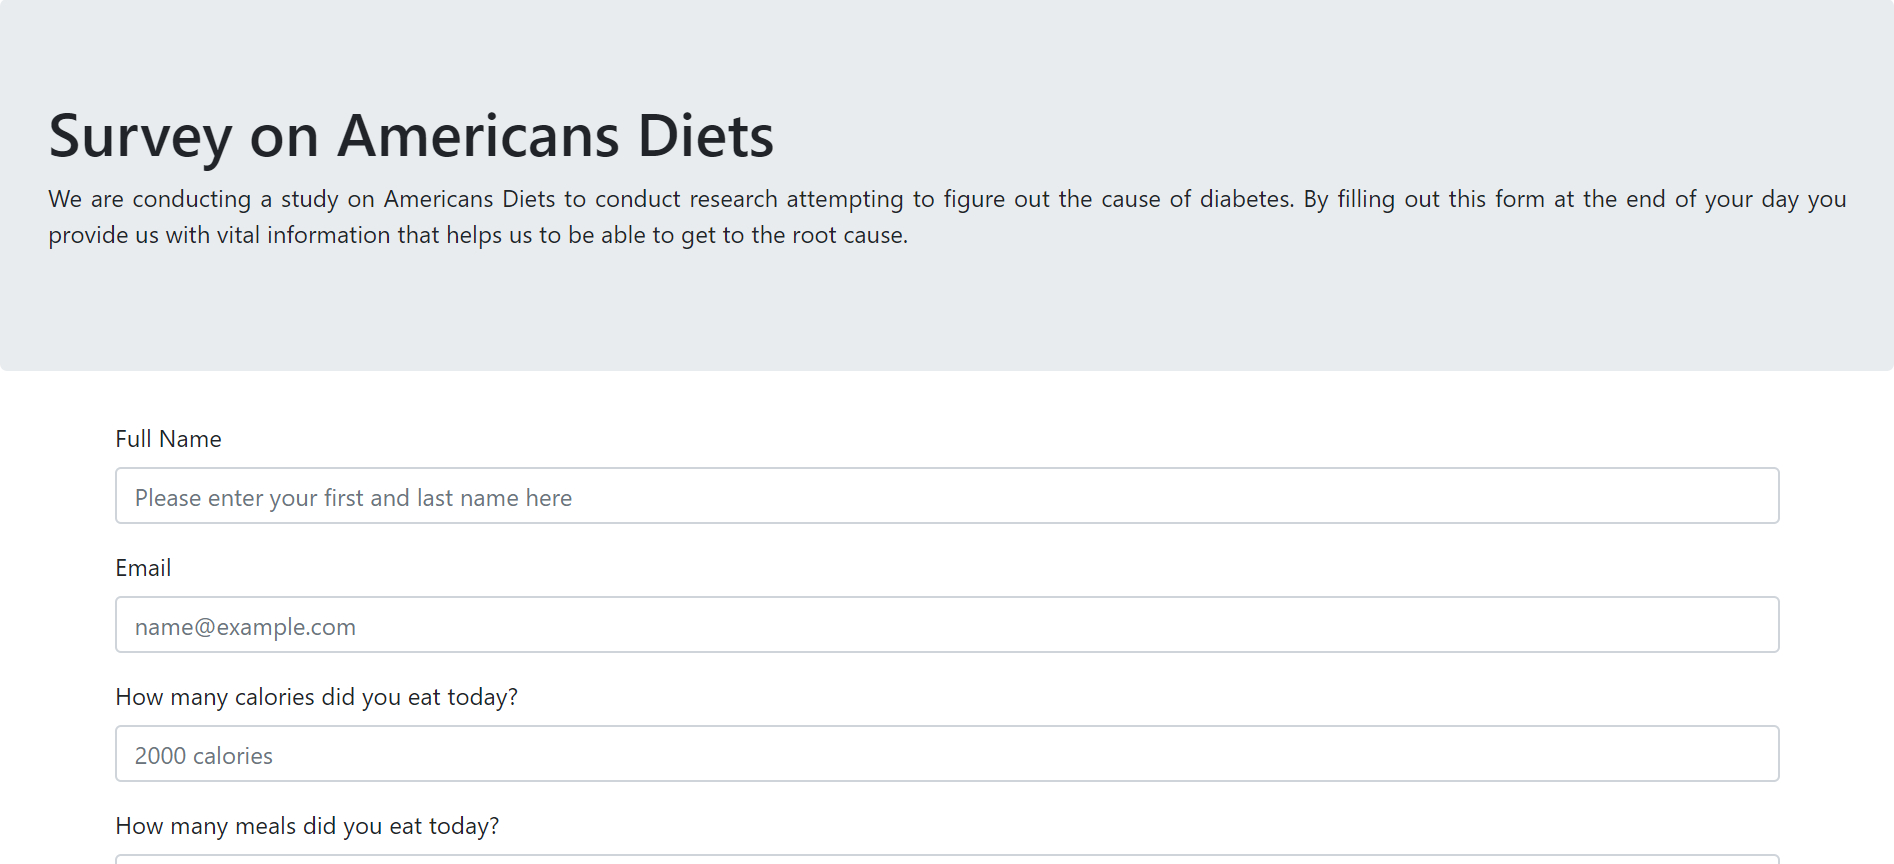 Survey on Americans Diets
We are conducting a study on Americans Diets to conduct research attempting to figure out the cause of diabetes. By filling out this form at the end of your day you
provide us with vital information that helps us to be able to get to the root cause.
Full Name
Please enter your first and last name here
Email
name@example.com
How many calories did you eat today?
2000 calories
How many meals did you eat today?